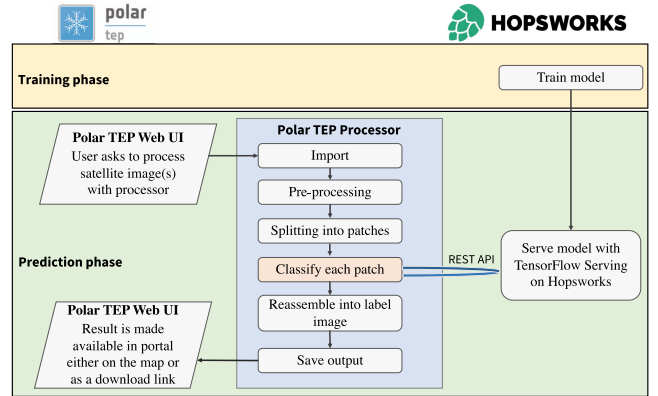 polar
tep
HOPSWORKS
Training phase
Train model
Polar TEP Web UI
User asks to process
satellite image(s)
with processor
Polar TEP Processor
Import
Pre-processing
Splitting into patches
Classify each patch
REST API
Serve model with
TensorFlow Serving
on Hopsworks
Prediction phase
Reassemble into label
image
Save output
Polar TEP Web UI
Result is made
available in portal
either on the map or
as a download link